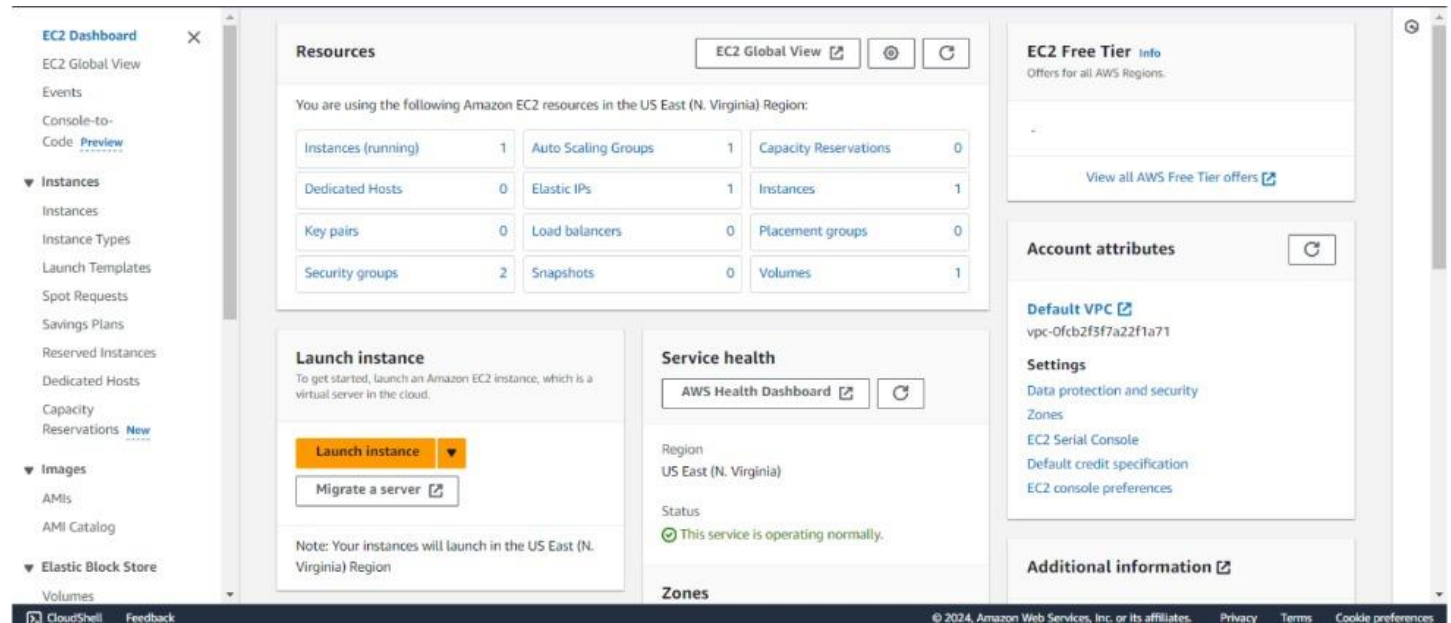 EC2 Dashboard
EC2 Global View
Events
Console-to-
Code Preview
Instances
Instances
Instance Types
Launch Templates
Spot Requests
Savings Plans
Reserved Instances
Dedicated Hosts
Capacity
Reservations New
Images
AMIs
AMI Catalog
Elastic Block Store
Volumes
Resources
EC2 Global View
You are using the following Amazon EC2 resources in the US East (N. Virginia) Region:
Instances (running) 1 Auto Scaling Groups 1 Capacity Reservations 0
Dedicated Hosts 0 Elastic IPs 1 Instances 1
Key pairs 0 Load balancers 0 Placement groups 0
Security groups 2 Snapshots 0 Volumes 1
Launch instance
To get started, launch an Amazon EC2 instance, which is a
virtual server in the cloud.
Launch instance
Migrate a server
Note: Your instances will launch in the US East (N.
Virginia) Region
Service health
AWS Health Dashboard
Region
US East (N. Virginia)
Status
This service is operating normally.
Zones
EC2 Free Tier Info
Offers for all AWS Regions.
-
View all AWS Free Tier offers
Account attributes
Default VPC
vpc-0fcb2f3f7a22f1a71
Settings
Data protection and security
Zones
EC2 Serial Console
Default credit specification
EC2 console preferences
Additional information
CloudShell Feedback © 2024, Amazon Web Services, Inc. or its affiliates. Privacy Terms Cookie preferences